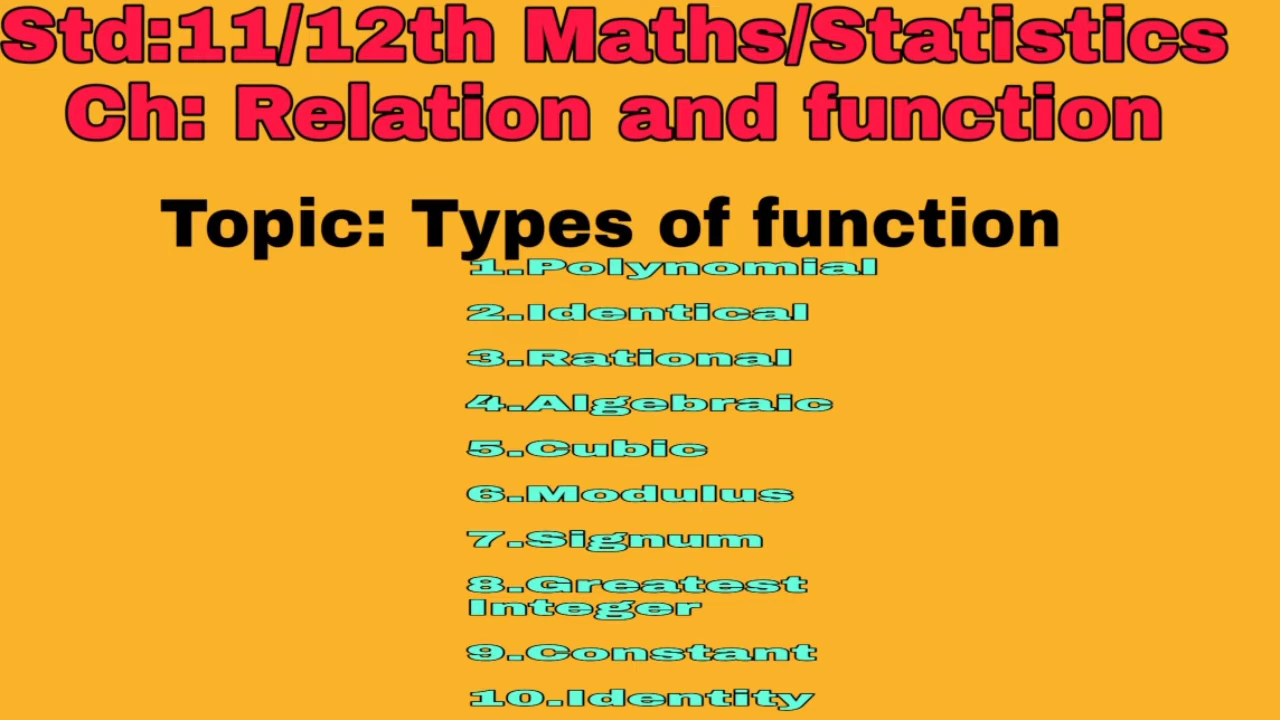 Std:11/12th Maths/Statistics
Ch: Relation and function
Topic: Types of function
1.Polynomial
2.Identical
3.Rational
4.Algebraic
5.Cubic
6.Modulus
7.Signum
8.Greatest
Integer
9.Constant
10.Identity